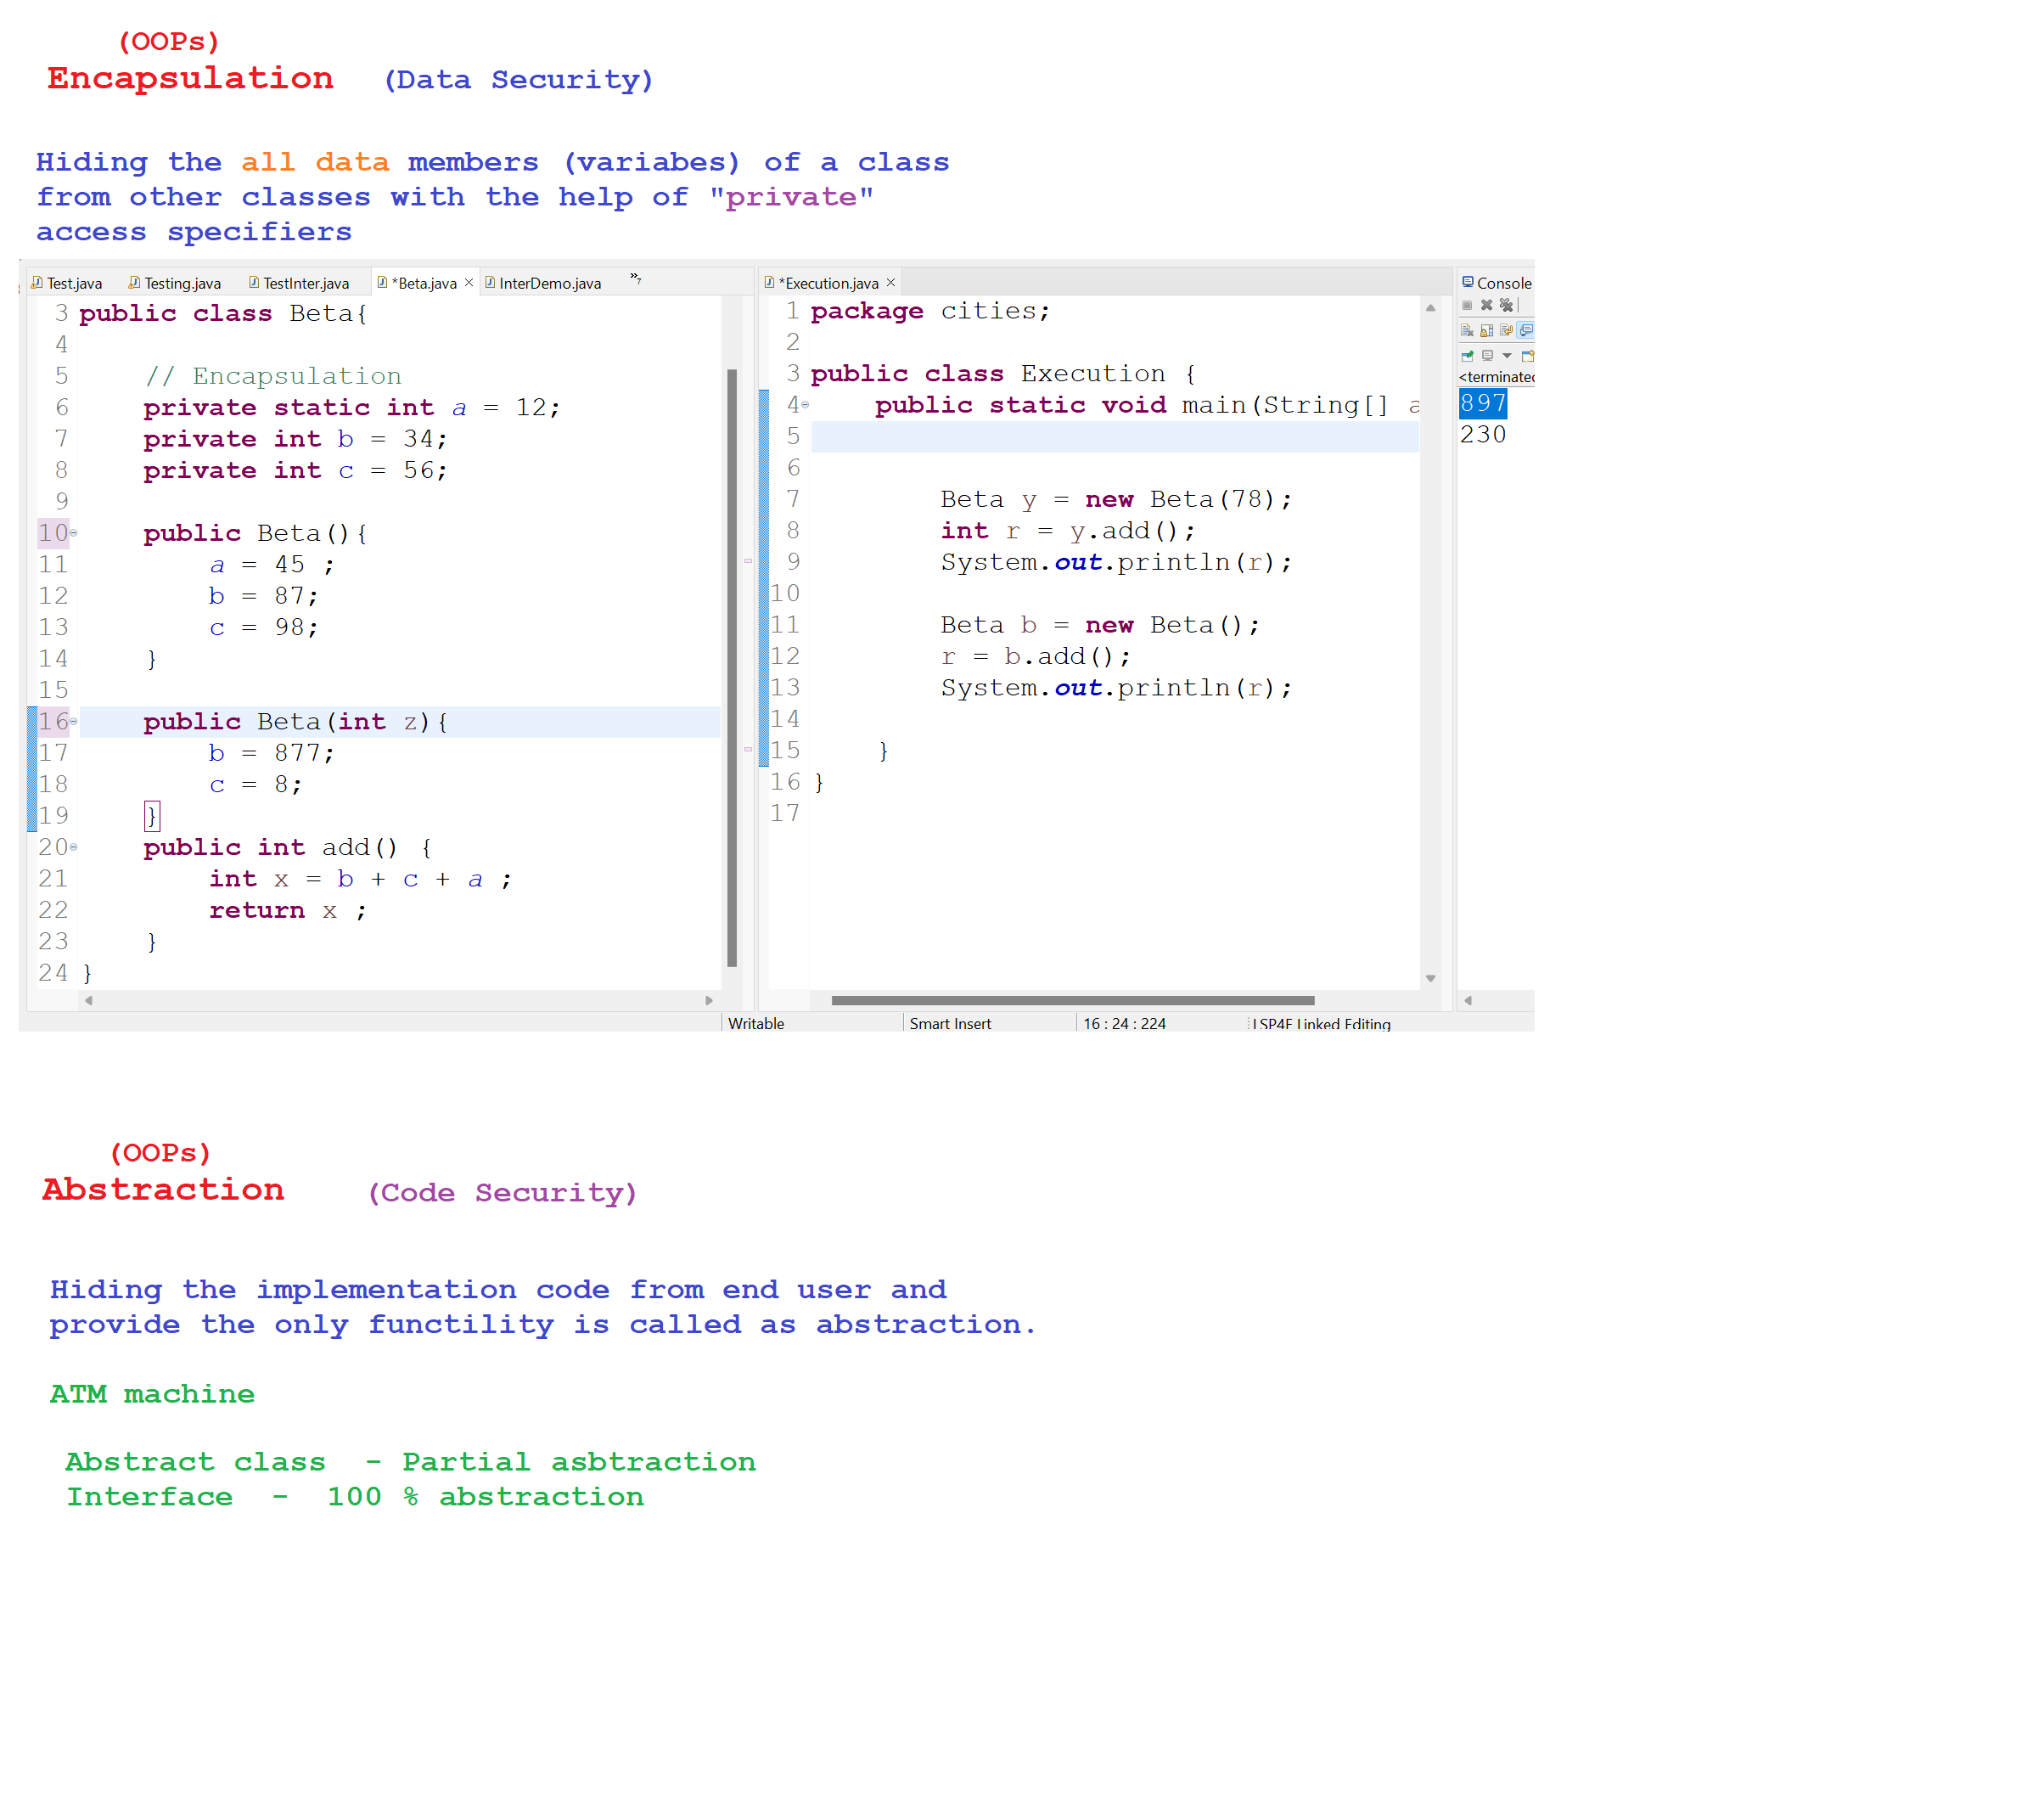 (OOPs)
Encapsulation (Data Security)
Hiding the all data members (variabes) of a class
from other classes with the help of "private"
access specifiers
Test.java Testing.java TestInter.java *Beta.java InterDemo.java »7
3 public class Beta{
4
5 // Encapsulation
6 private static int a = 12;
7 private int b = 34;
8 private int c = 56;
9
10 public Beta(){
11 a = 45 ;
12 b = 87;
13 c = 98;
14 }
15
16 public Beta(int z){
17 b = 877;
18 c = 8;
19 }
20 public int add() {
21 int x = b + c + a ;
22 return x ;
23 }
24 }
*Execution.java
1 package cities;
2
3 public class Execution {
4 public static void main(String[] a
5
6
7 Beta y = new Beta(78);
8 int r = y.add();
9 System.out.println(r);
10
11 Beta b = new Beta();
12 r = b.add();
13 System.out.println(r);
14
15 }
16 }
17
Console
<terminated
897
230
Writable Smart Insert 16 : 24 : 224 LSP4E Linked Editing
(OOPs)
Abstraction (Code Security)
Hiding the implementation code from end user and
provide the only functility is called as abstraction.
ATM machine
Abstract class - Partial asbtraction
Interface - 100 % abstraction